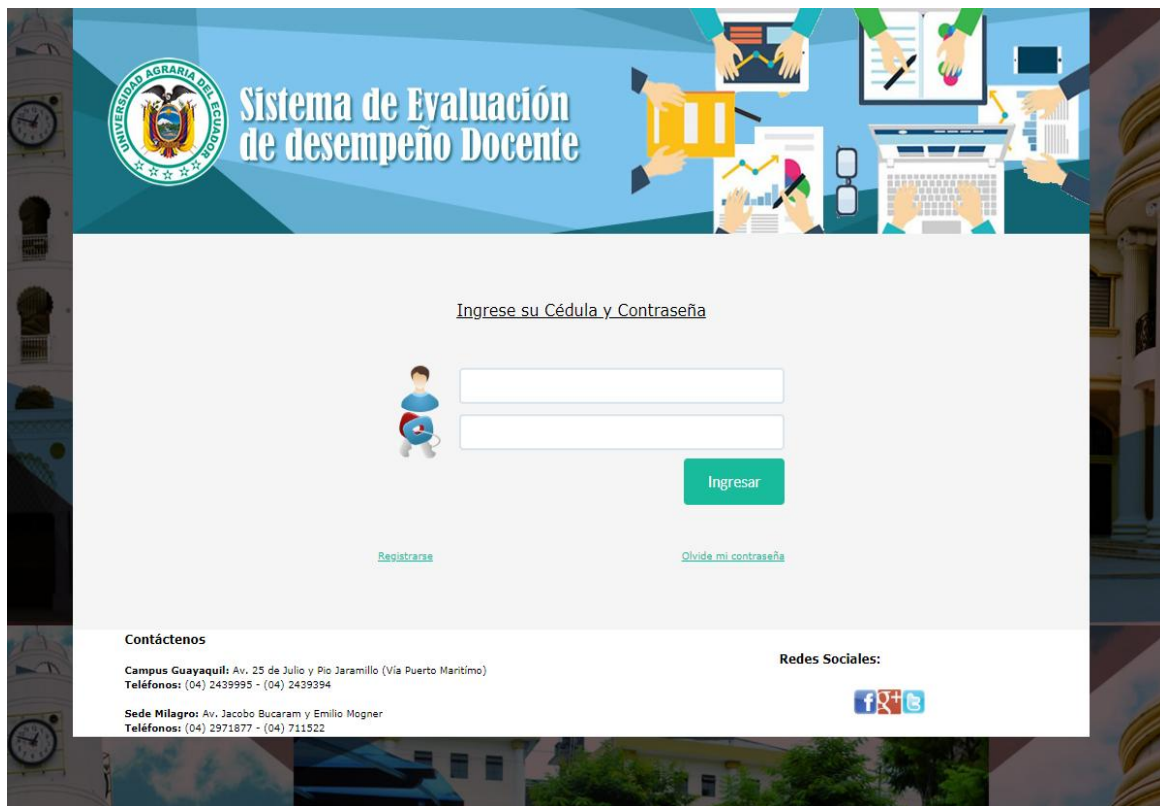 UNIVERSIDAD AGRARIA DEL ECUADOR
Sistema de Evaluación
de desempeño Docente
Ingrese su Cédula y Contraseña
Ingresar
Registrarse
Olvide mi contraseña
Contáctenos
Campus Guayaquil: Av. 25 de Julio y Pio Jaramillo (Vía Puerto Maritímo)
Teléfonos: (04) 2439995 - (04) 2439394
Sede Milagro: Av. Jacobo Bucaram y Emilio Mogner
Teléfonos: (04) 2971877 - (04) 711522
Redes Sociales: